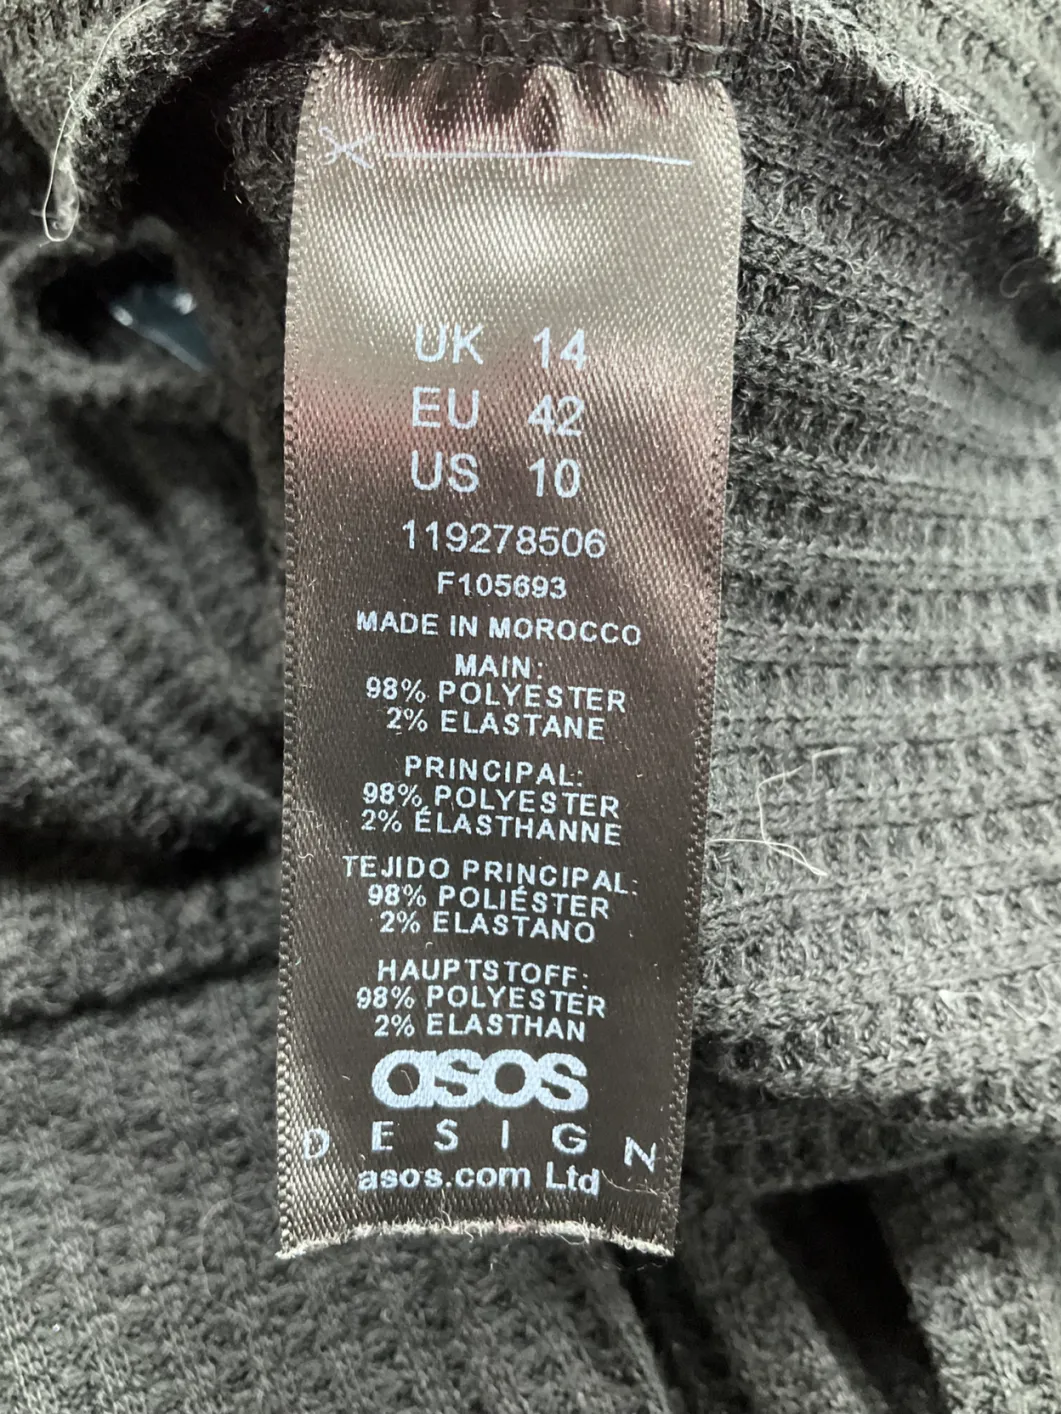 UK 14
EU 42
US 10
119278506
F105693
MADE IN MOROCCO
MAIN:
98% POLYESTER
2% ELASTANE
PRINCIPAL:
98% POLYESTER
2% ÉLASTHANNE
TEJIDO PRINCIPAL:
98% POLIÉSTER
2% ELASTANO
HAUPTSTOFF:
98% POLYESTER
2% ELASTHAN
asos
DESIGN
asos.com Ltd